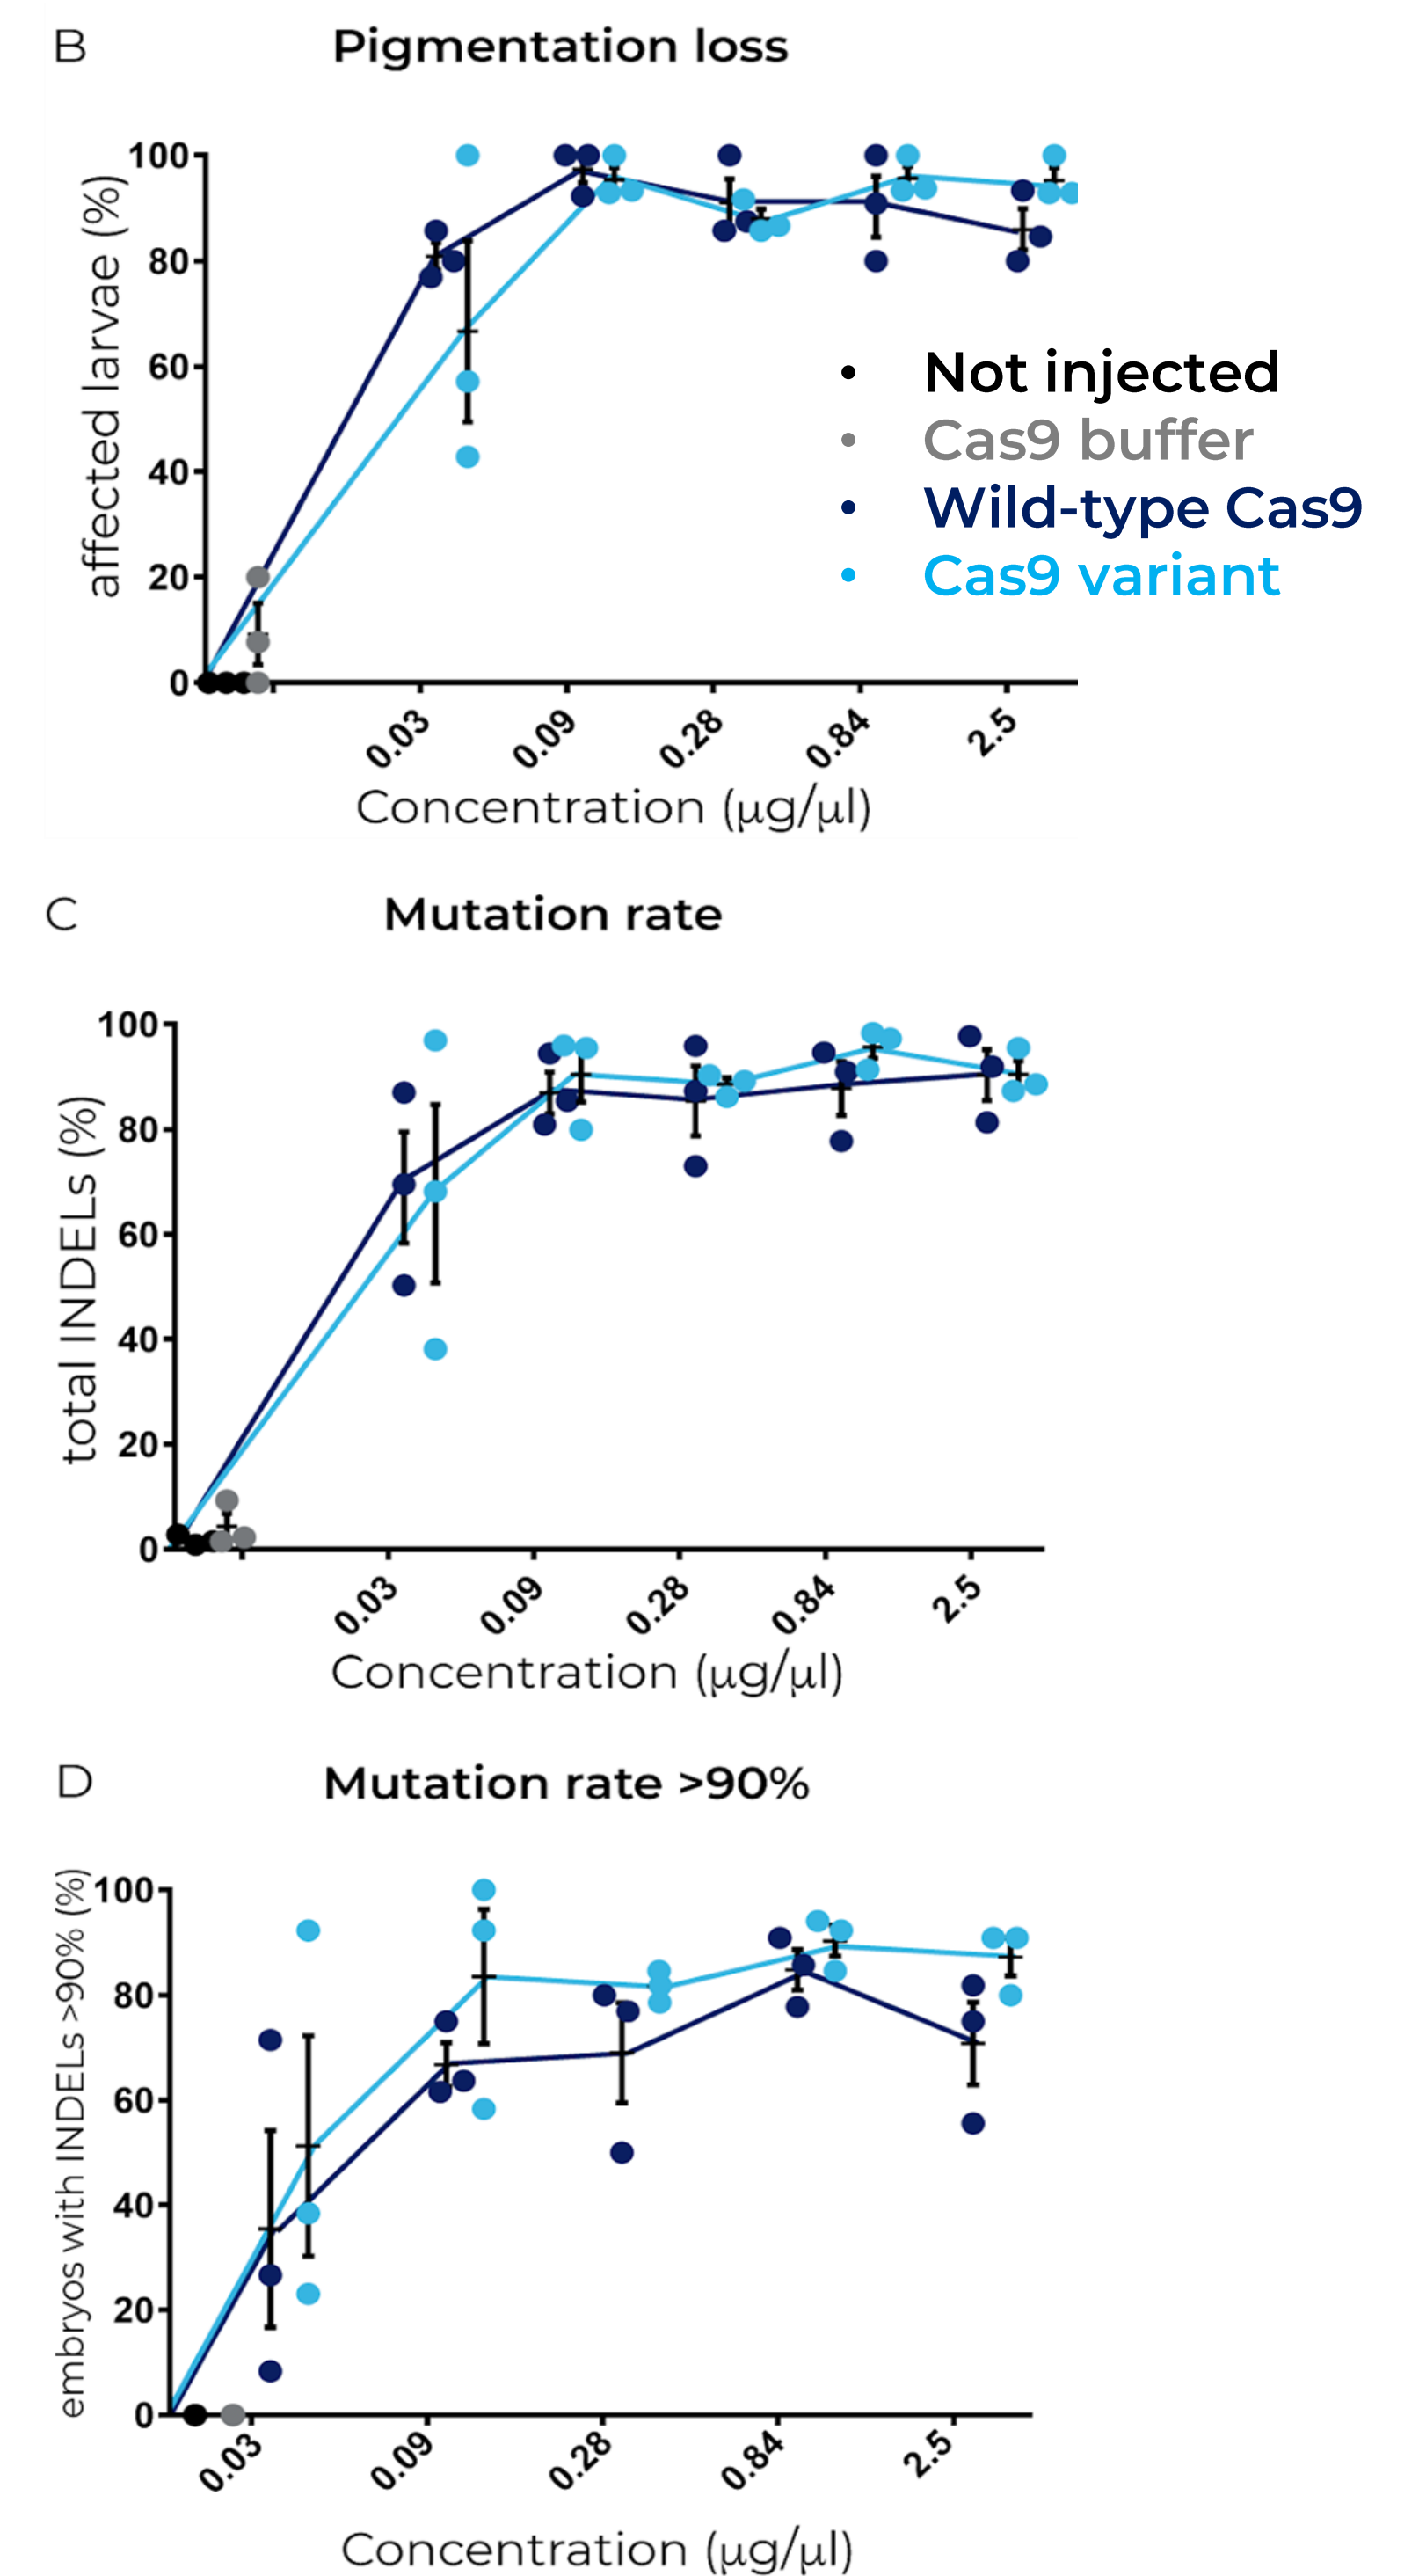 B
Pigmentation loss
100
80
60
40
20
0
affected larvae (%)
0.03
0.09
0.28
0.84
2.5
Concentration (μg/μl)
Not injected
Cas9 buffer
Wild-type Cas9
Cas9 variant
C
Mutation rate
100
80
60
40
20
0
total INDELs (%)
0.03
0.09
0.28
0.84
2.5
Concentration (μg/μl)
D
Mutation rate >90%
100
80
60
40
20
0
embryos with INDELs >90% (%)
0.03
0.09
0.28
0.84
2.5
Concentration (μg/μl)